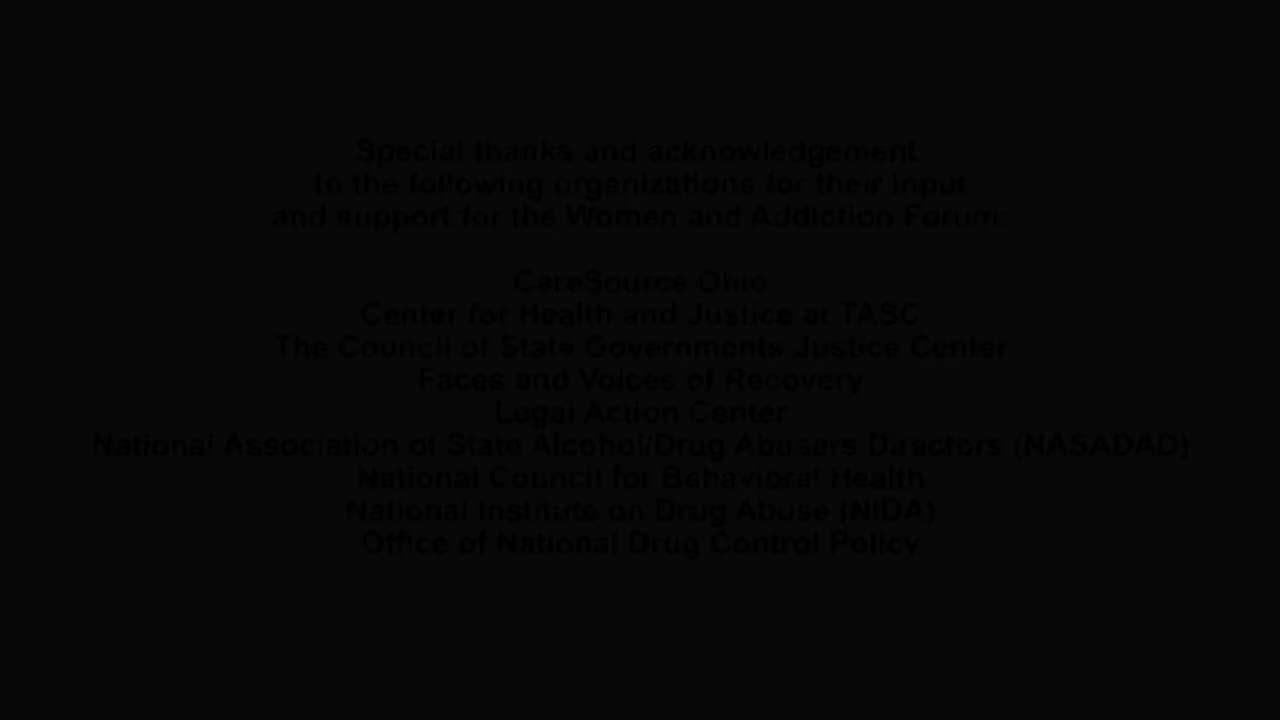 Special thanks and acknowledgement
to the following organizations for their input
and support for the Women and Addiction Forum:
CareSource Ohio
Center for Health and Justice at TASC
The Council of State Governments Justice Center
Faces and Voices of Recovery
Legal Action Center
National Association of State Alcohol/Drug Abusers Directors (NASADAD)
National Council for Behavioral Health
National Institute on Drug Abuse (NIDA)
Office of National Drug Control Policy